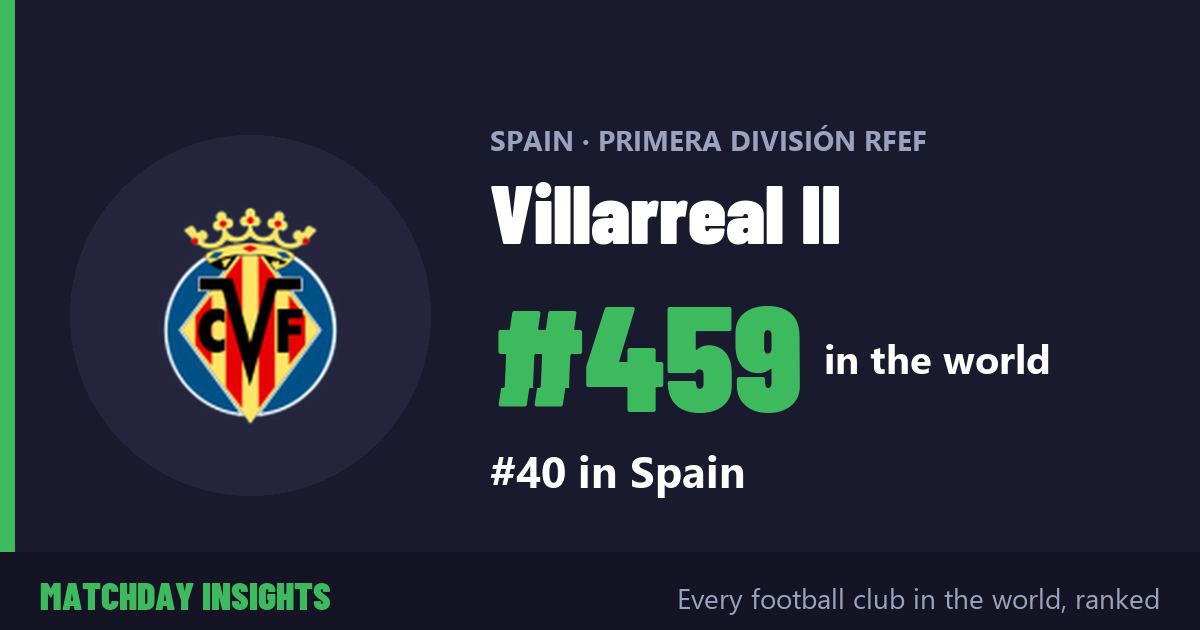 SPAIN · PRIMERA DIVISIÓN RFEF
Villarreal II
#459 in the world
#40 in Spain
CVF
MATCHDAY INSIGHTS
Every football club in the world, ranked